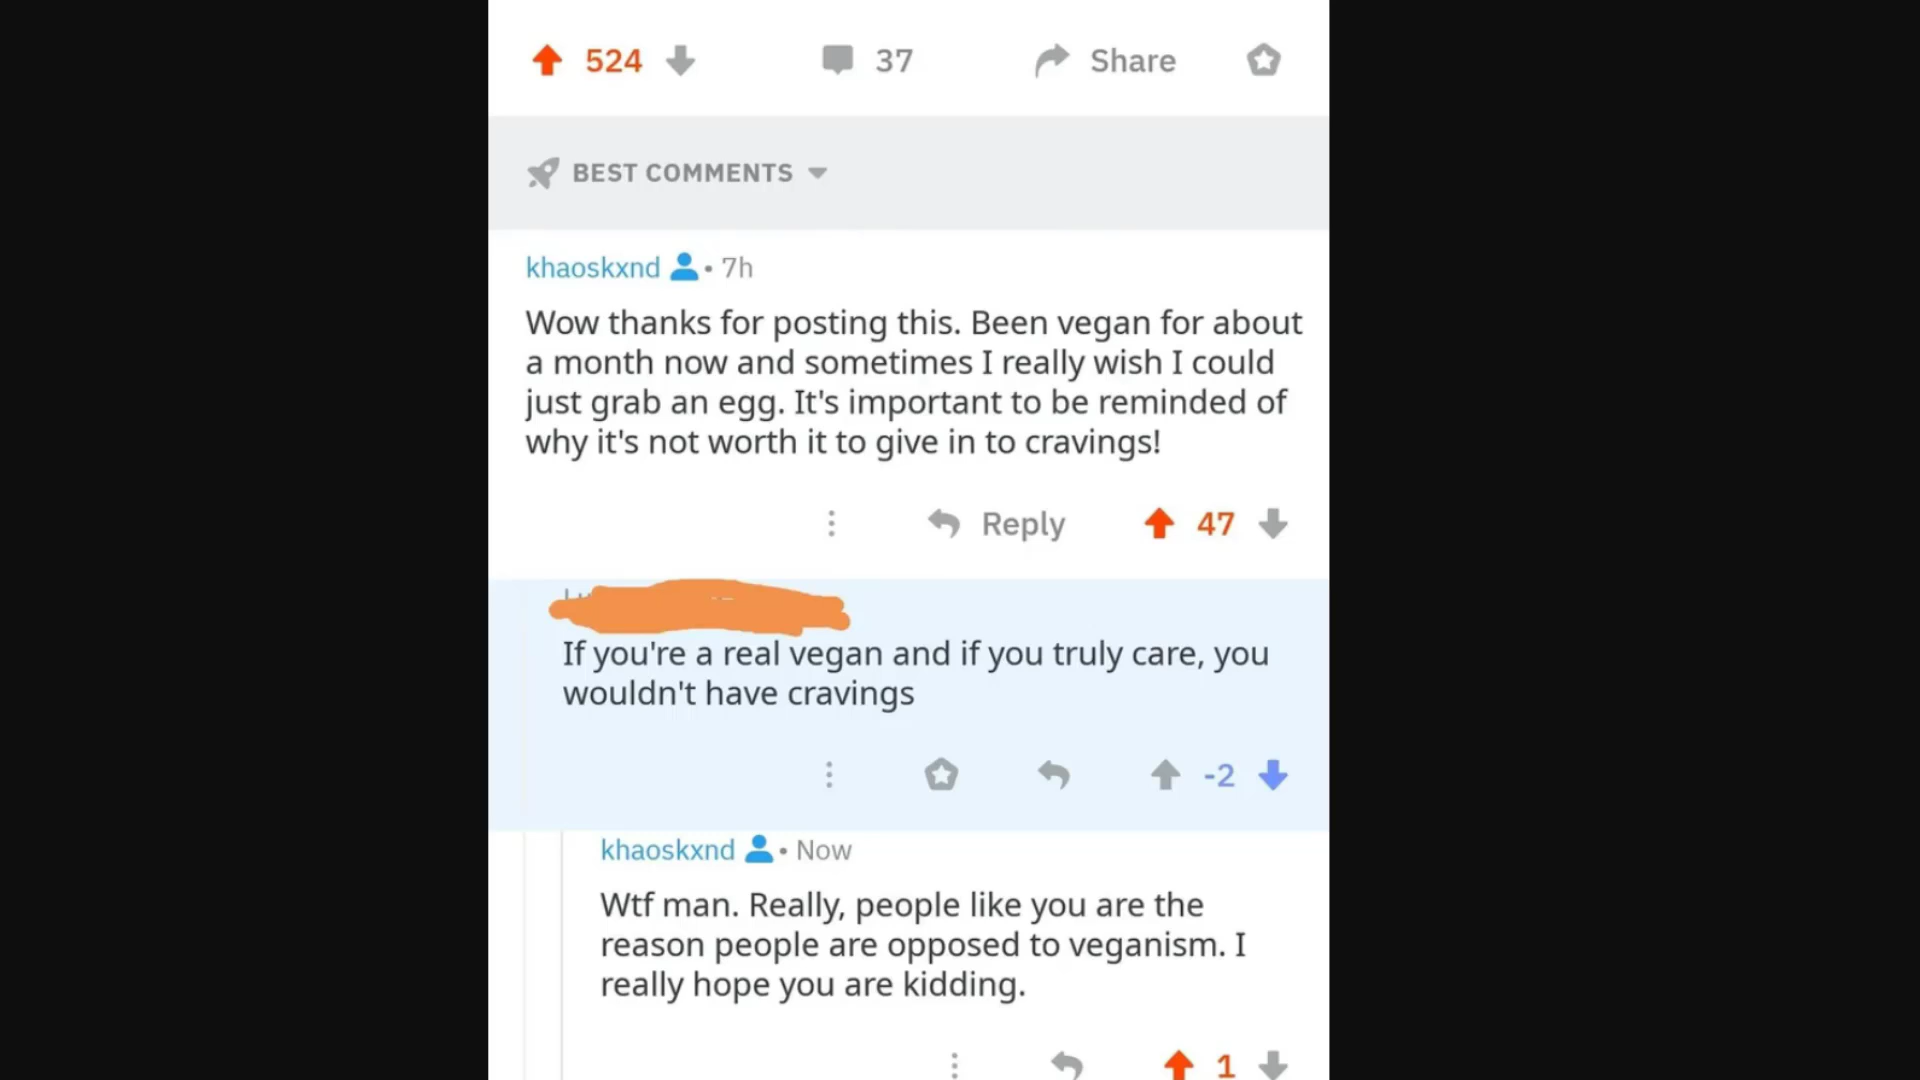 524 37 Share
BEST COMMENTS
khaoskxnd • 7h
Wow thanks for posting this. Been vegan for about
a month now and sometimes I really wish I could
just grab an egg. It's important to be reminded of
why it's not worth it to give in to cravings!
Reply 47
If you're a real vegan and if you truly care, you
wouldn't have cravings
-2
khaoskxnd • Now
Wtf man. Really, people like you are the
reason people are opposed to veganism. I
really hope you are kidding.
1